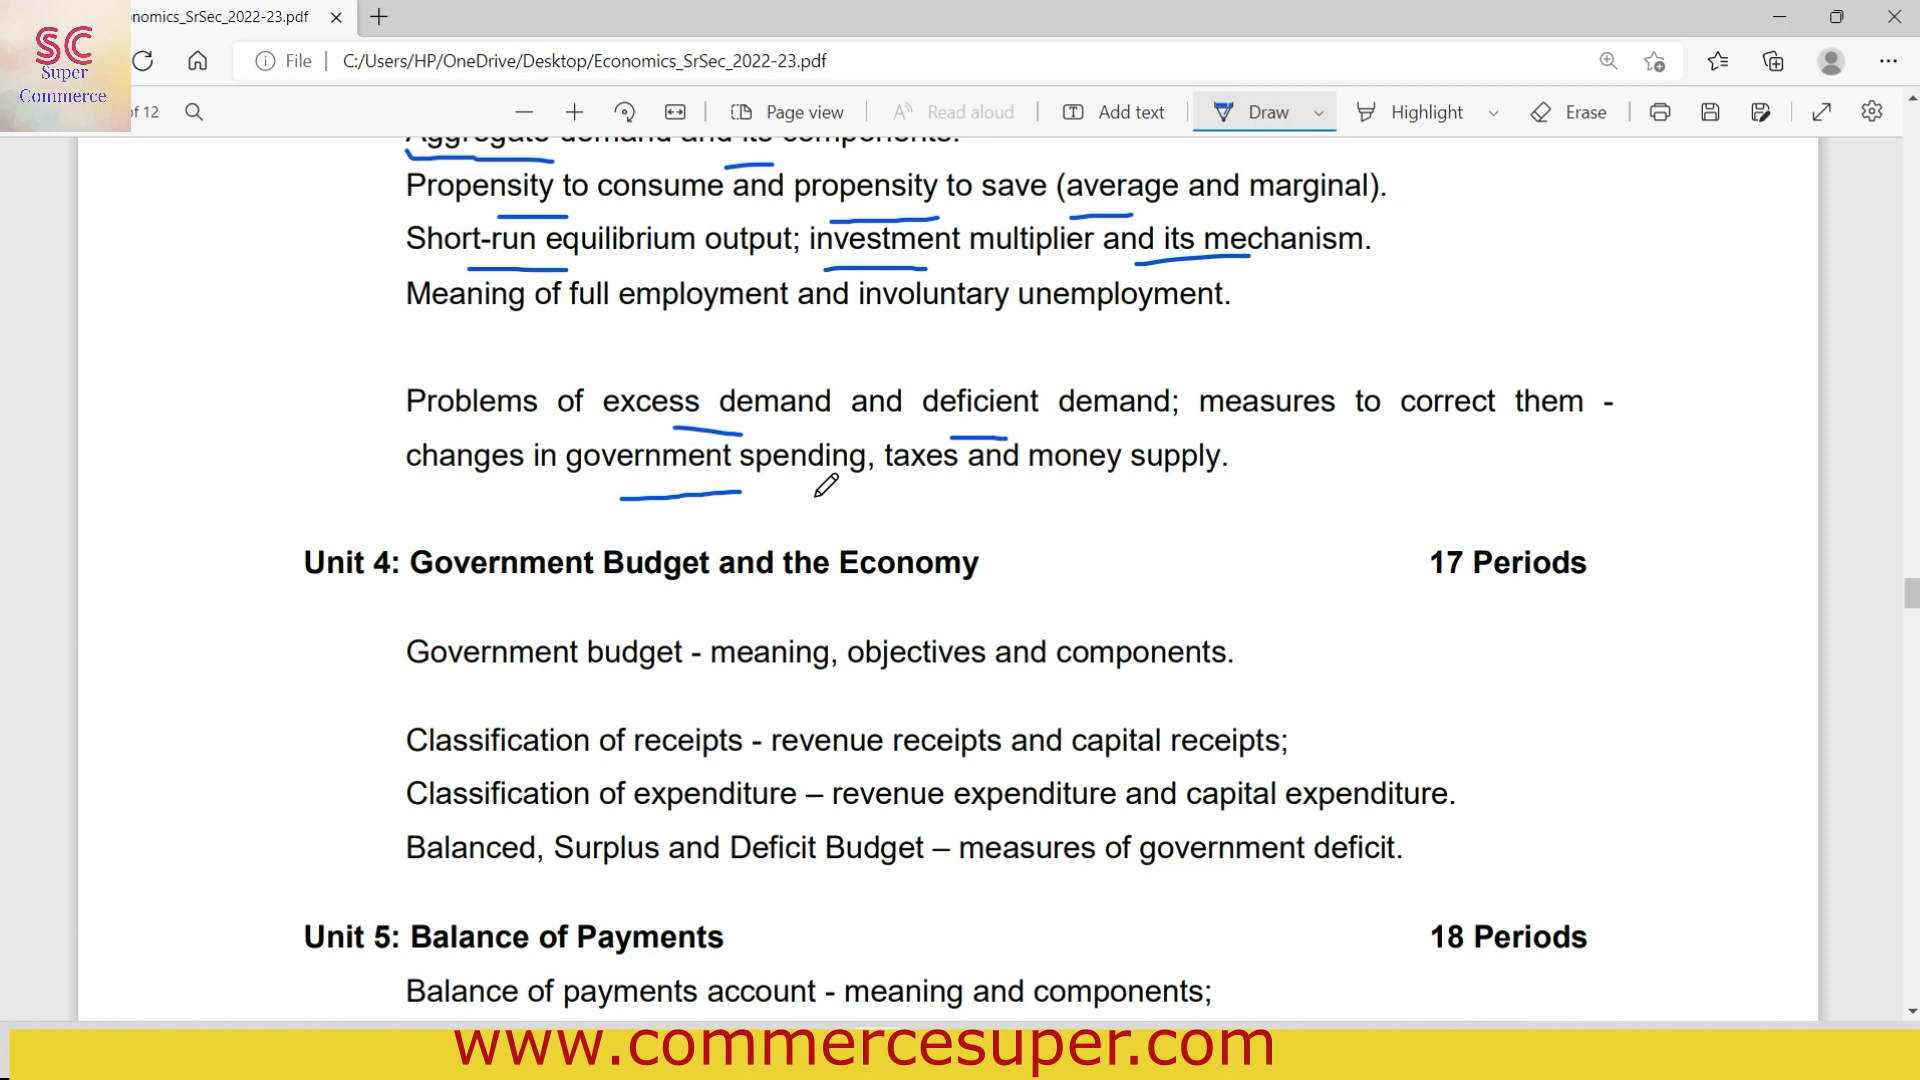 nomics_SrSec_2022-23.pdf
SC
Super
Commerce
File
C:/Users/HP/OneDrive/Desktop/Economics_SrSec_2022-23.pdf
of 12
Page view
Read aloud
Add text
Draw
Highlight
Erase
Aggregate demand and its components.
Propensity to consume and propensity to save (average and marginal).
Short-run equilibrium output; investment multiplier and its mechanism.
Meaning of full employment and involuntary unemployment.
Problems of excess demand and deficient demand; measures to correct them -
changes in government spending, taxes and money supply.
Unit 4: Government Budget and the Economy 17 Periods
Government budget - meaning, objectives and components.
Classification of receipts - revenue receipts and capital receipts;
Classification of expenditure – revenue expenditure and capital expenditure.
Balanced, Surplus and Deficit Budget – measures of government deficit.
Unit 5: Balance of Payments 18 Periods
Balance of payments account - meaning and components;
www.commercesuper.com